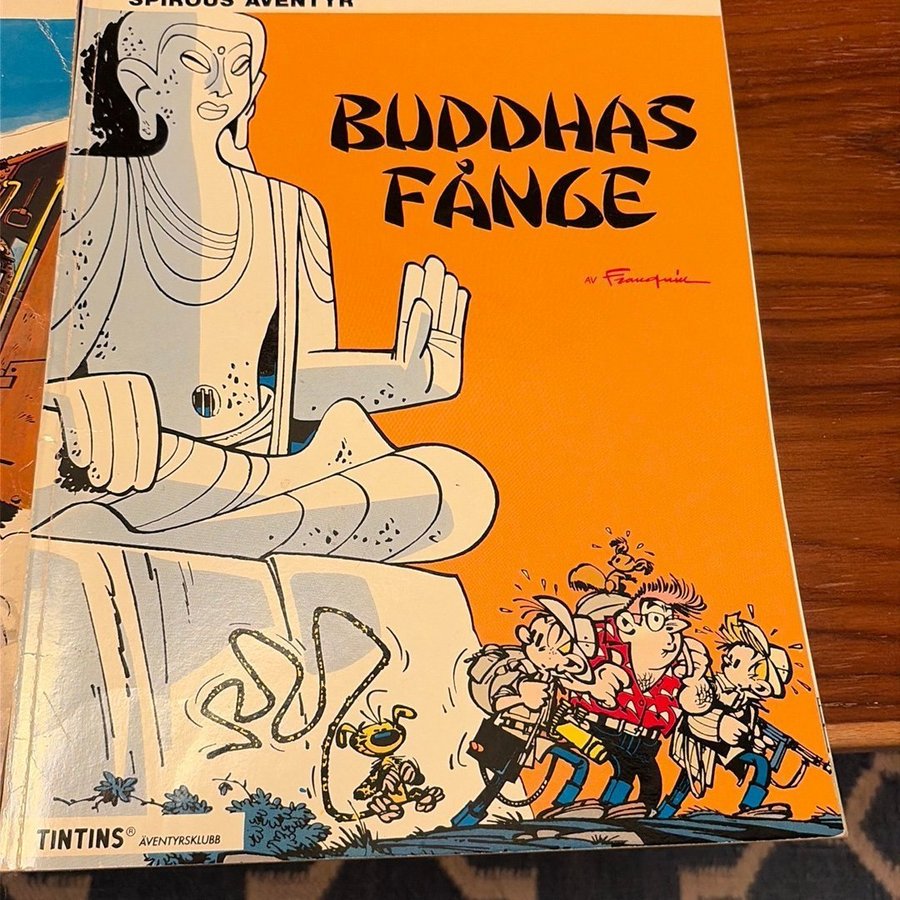 SPIROUS ÄVENTYR
BUDDHAS
FÅNGE
AV Franquin
TINTINS® ÄVENTYRSKLUBB